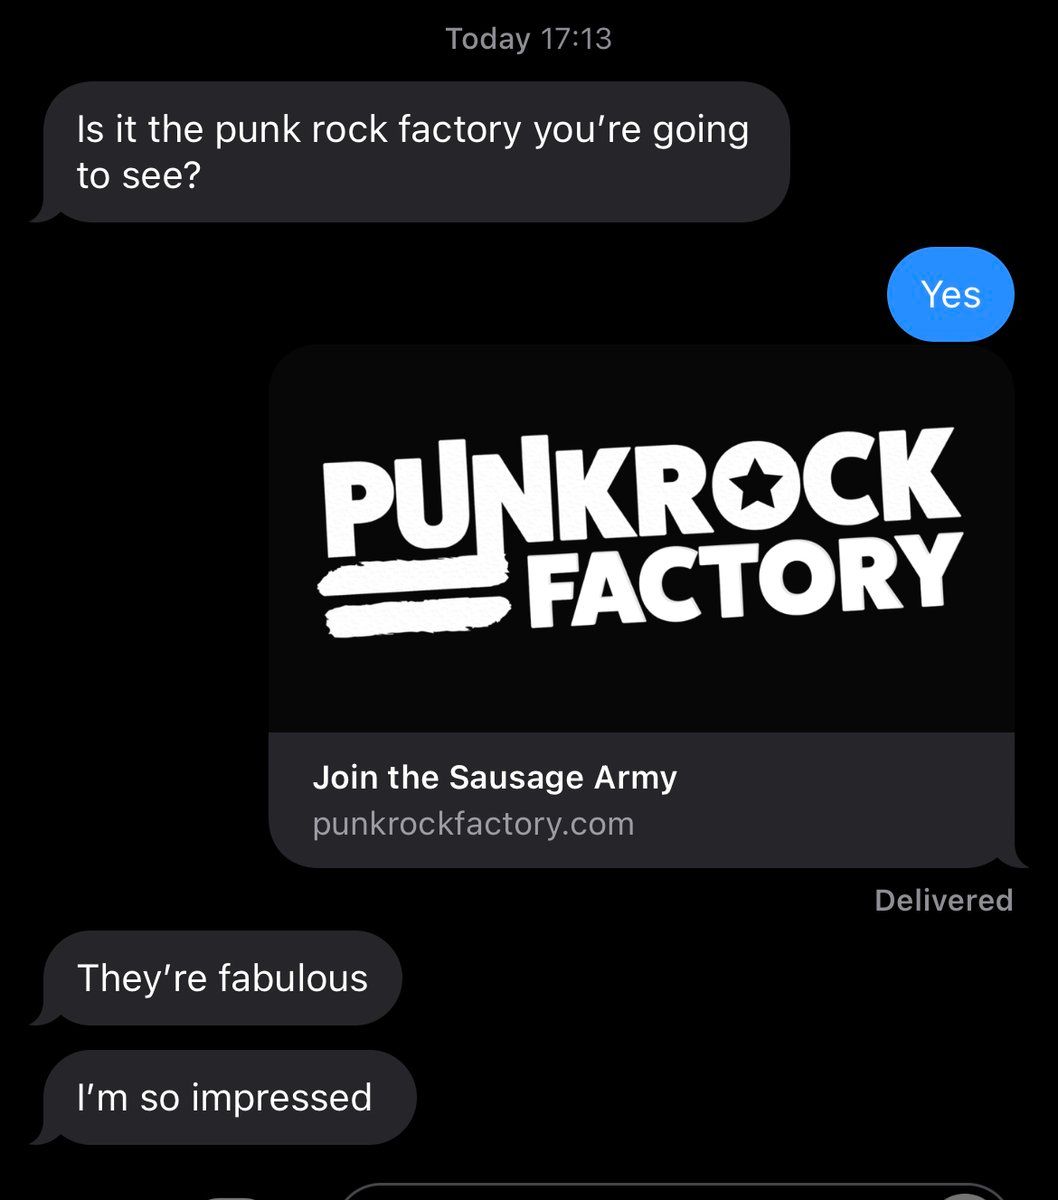 Today 17:13
Is it the punk rock factory you’re going
to see?
Yes
PUNKROCK
FACTORY
Join the Sausage Army
punkrockfactory.com
Delivered
They’re fabulous
I’m so impressed